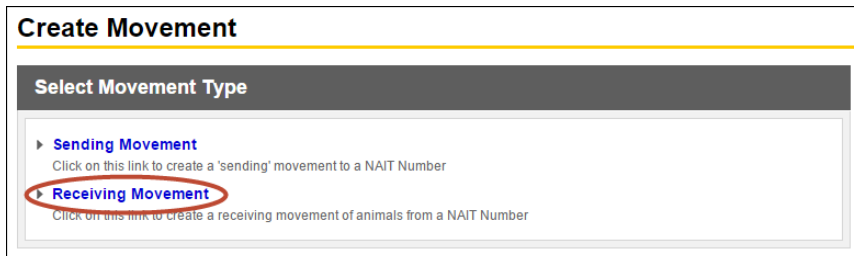 Create Movement
Select Movement Type
Sending Movement
Click on this link to create a 'sending' movement to a NAIT Number
Receiving Movement
Click on this link to create a receiving movement of animals from a NAIT Number